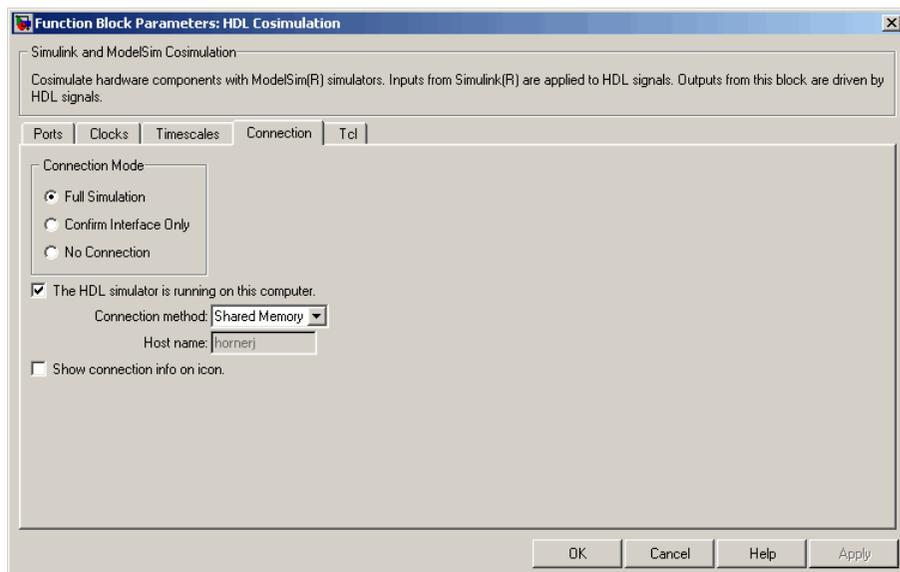 Function Block Parameters: HDL Cosimulation
Simulink and ModelSim Cosimulation
Cosimulate hardware components with ModelSim(R) simulators. Inputs from Simulink(R) are applied to HDL signals. Outputs from this block are driven by
HDL signals.
Ports Clocks Timescales Connection Tcl
Connection Mode
Full Simulation
Confirm Interface Only
No Connection
The HDL simulator is running on this computer.
Connection method: Shared Memory
Host name: hornerj
Show connection info on icon.
OK Cancel Help Apply